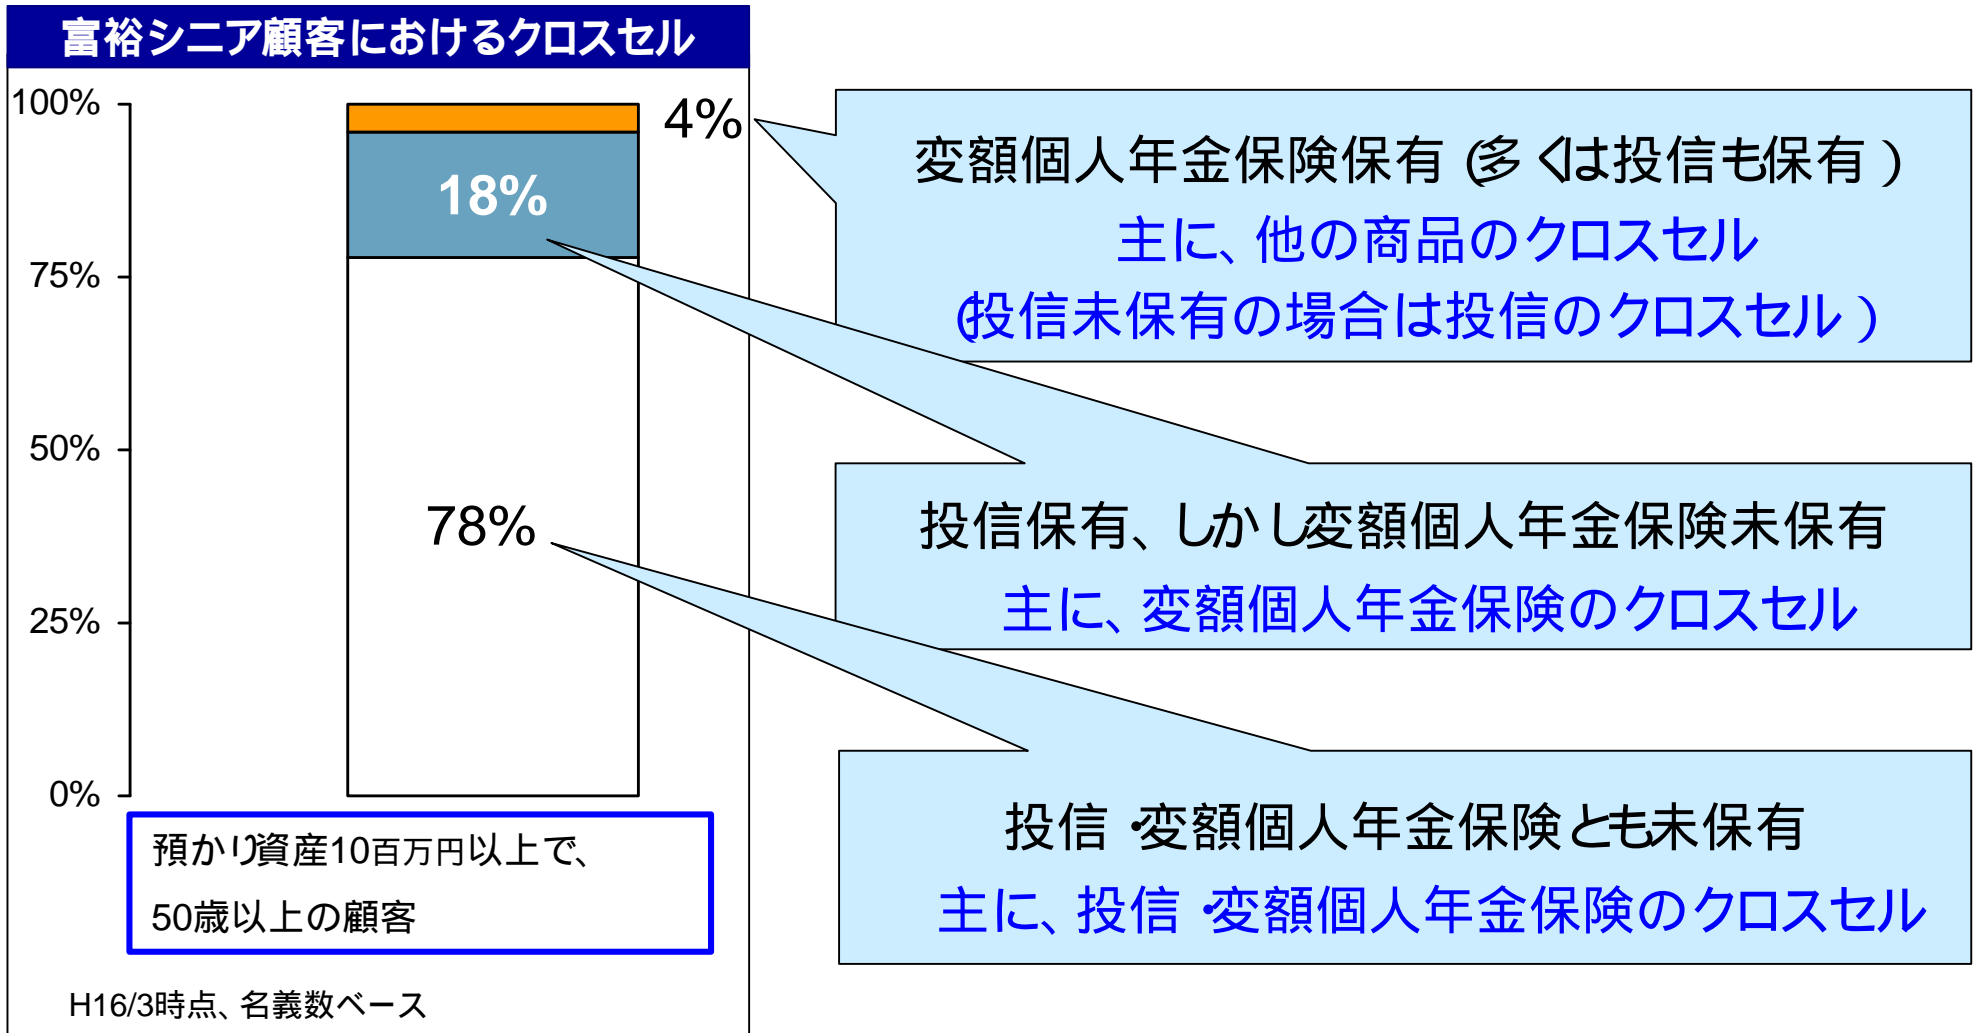 富裕シニア顧客におけるクロスセル
100%
75%
50%
25%
0%
4%
18%
78%
預かり資産10百万円以上で、
50歳以上の顧客
H16/3時点、名義数ベース
変額個人年金保険保有(多くは投信も保有)
主に、他の商品のクロスセル
(投信未保有の場合は投信のクロスセル)
投信保有、しかし変額個人年金保険未保有
主に、変額個人年金保険のクロスセル
投信・変額個人年金保険とも未保有
主に、投信・変額個人年金保険のクロスセル